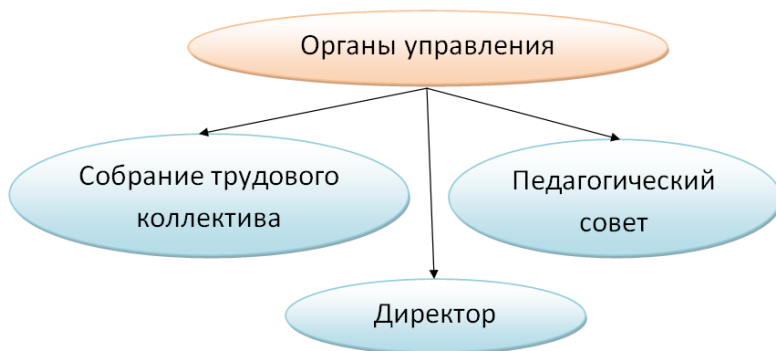 Органы управления
Собрание трудового
коллектива
Педагогический
совет
Директор